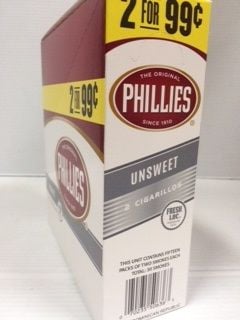 2 FOR 99¢
2 FOR 99¢
THE ORIGINAL
PHILLIES
SINCE 1910
UNSWEET
2 CIGARILLOS
FRESH
LOC.
PHILLIES
THIS UNIT CONTAINS FIFTEEN
PACKS OF TWO SMOKES EACH
TOTAL: 30 SMOKES
DOMINICAN REPUBLIC